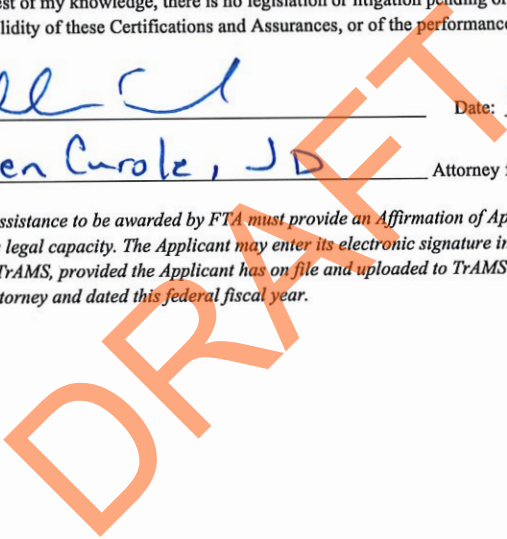 est of my knowledge, there is no legislation or litigation pending or
lidity of these Certifications and Assurances, or of the performance
Date:
en Curole, JD
Attorney
ssistance to be awarded by FTA must provide an Affirmation of Ap
legal capacity. The Applicant may enter its electronic signature in
TrAMS, provided the Applicant has on file and uploaded to TrAMS
torney and dated this federal fiscal year.
DRAFT